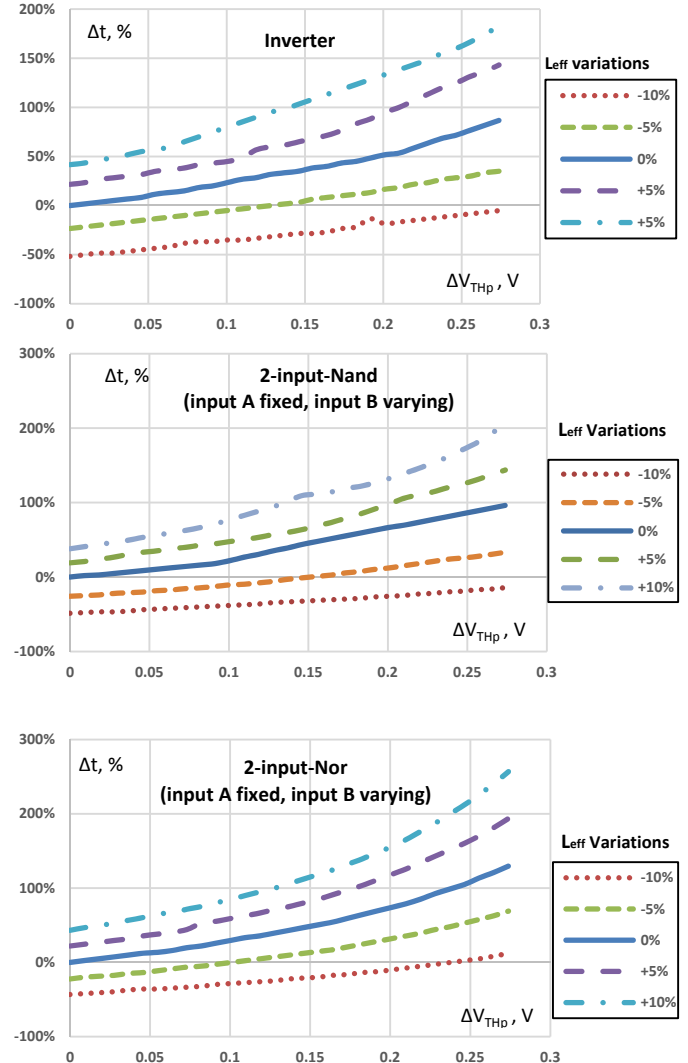 200%
Δt, %
Inverter
150%
100%
50%
0%
-50%
-100%
ΔVTHp , V
0 0.05 0.1 0.15 0.2 0.25 0.3
Leff variations
-10%
-5%
0%
+5%
+5%
300%
Δt, %
2-input-Nand
(input A fixed, input B varying)
200%
100%
0%
-100%
ΔVTHp , V
0 0.05 0.1 0.15 0.2 0.25 0.3
Leff Variations
-10%
-5%
0%
+5%
+10%
300%
Δt, %
2-input-Nor
(input A fixed, input B varying)
200%
100%
0%
-100%
ΔVTHp , V
0 0.05 0.1 0.15 0.2 0.25 0.3
Leff Variations
-10%
-5%
0%
+5%
+10%